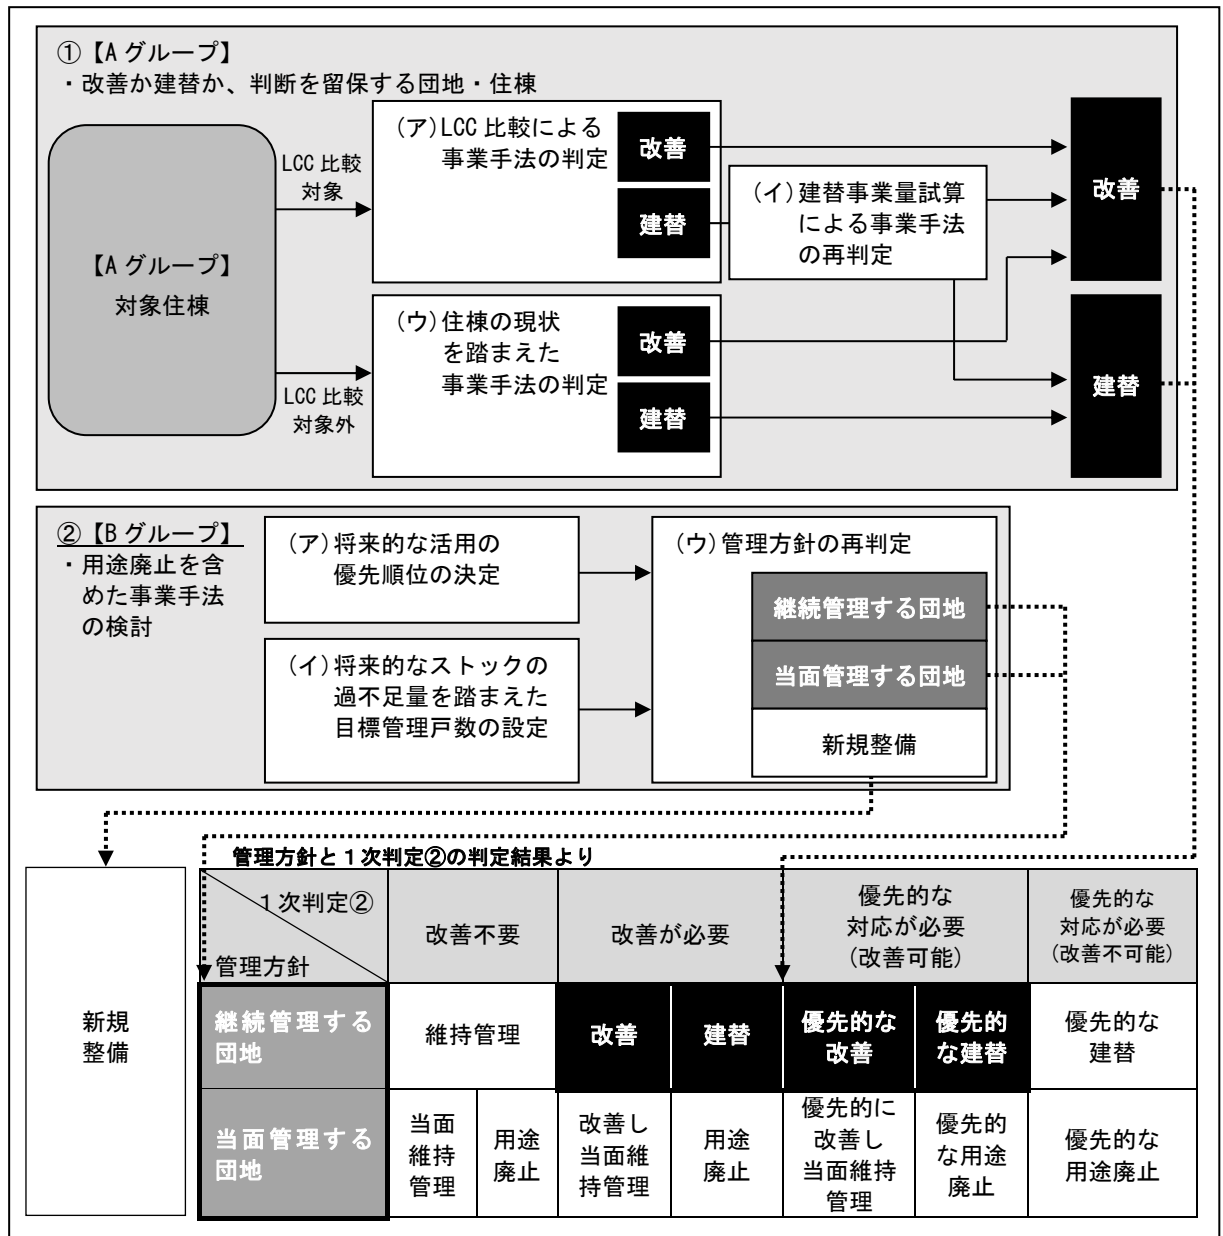 ①【Aグループ】
・改善か建替か、判断を留保する団地・住棟
【Aグループ】
対象住棟
LCC比較
対象
LCC比較
対象外
(ア)LCC比較による
事業手法の判定
改善
建替
(イ)建替事業量試算
による事業手法
の再判定
(ウ)住棟の現状
を踏まえた
事業手法の判定
改善
建替
改善
建替
②【Bグループ】
・用途廃止を含
めた事業手法
の検討
(ア)将来的な活用の
優先順位の決定
(イ)将来的なストックの
過不足量を踏まえた
目標管理戸数の設定
(ウ)管理方針の再判定
継続管理する団地
当面管理する団地
新規整備
管理方針と1次判定②の判定結果より
新規
整備
1次判定②
管理方針
改善不要
改善が必要
優先的な
対応が必要
(改善可能)
優先的な
対応が必要
(改善不可能)
継続管理する
団地
維持管理
改善
建替
優先的な
改善
優先的
な建替
優先的な
建替
当面管理する
団地
当面
維持
管理
用途
廃止
改善し
当面維
持管理
用途
廃止
優先的に
改善し
当面維持
管理
優先的
な用途
廃止
優先的な
用途廃止